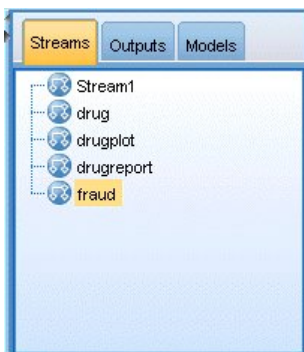 Streams Outputs Models
Stream1
drug
drugplot
drugreport
fraud